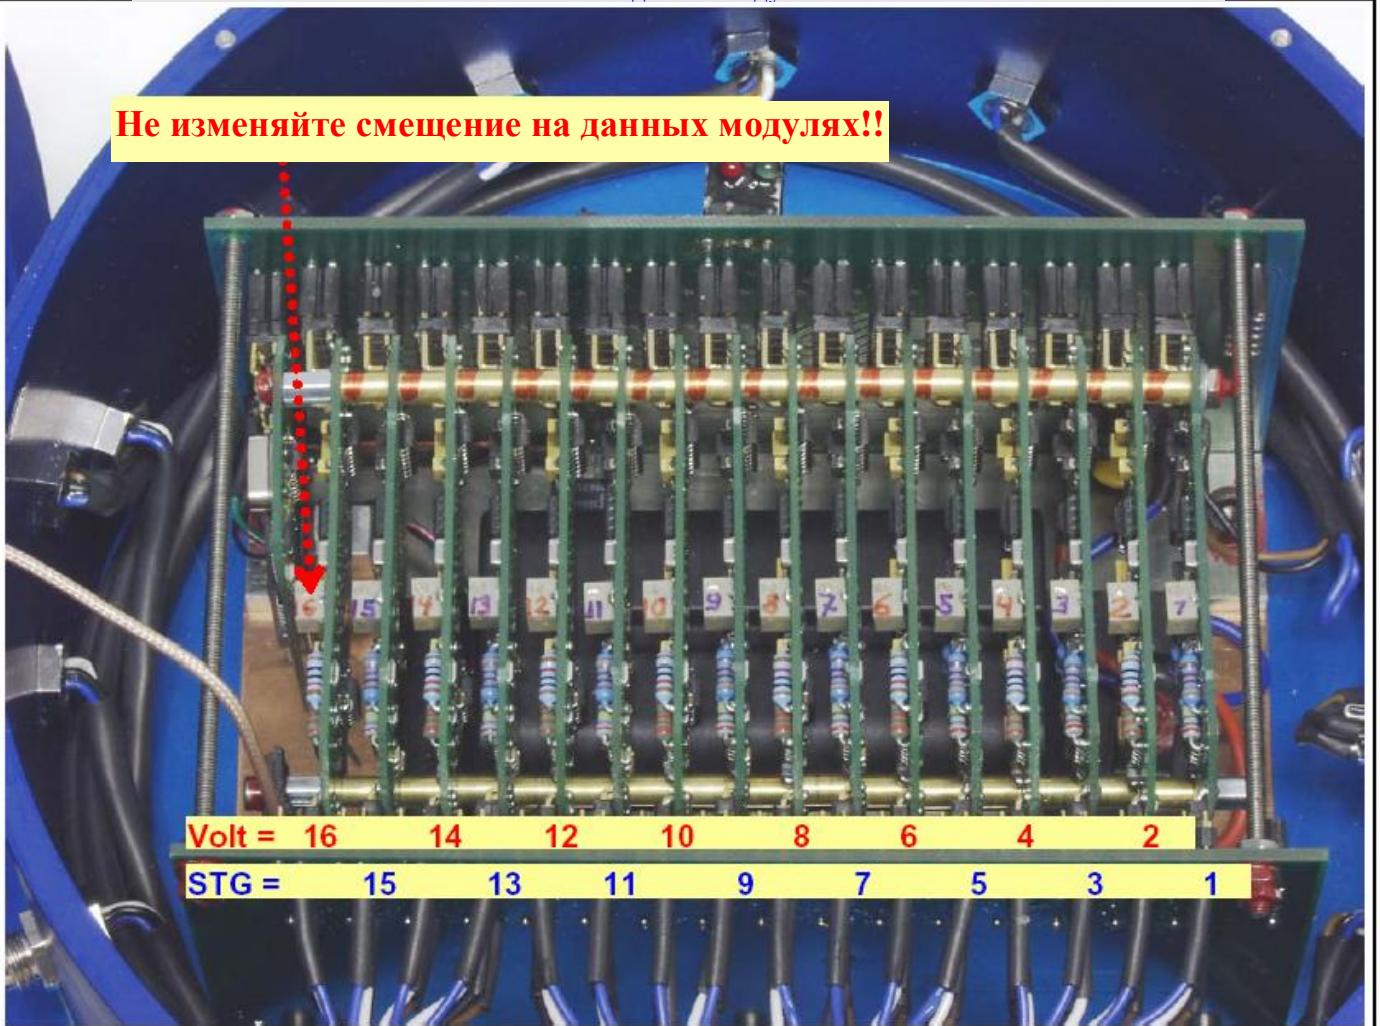 Не изменяйте смещение на данных модулях!!
16 15 14 13 12 11 10 9 8 7 6 5 4 3 2 1
Volt = 16 14 12 10 8 6 4 2
STG = 15 13 11 9 7 5 3 1